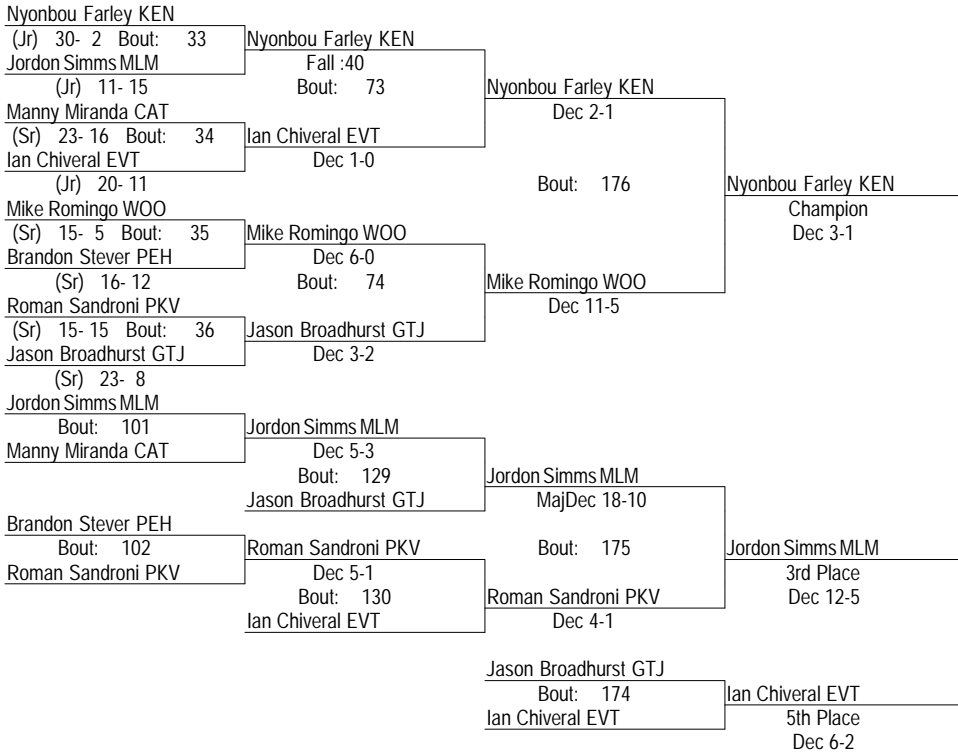 Nyonbou Farley KEN
(Jr) 30- 2 Bout: 33
Jordon Simms MLM
(Jr) 11- 15
Manny Miranda CAT
(Sr) 23- 16 Bout: 34
Ian Chiveral EVT
(Jr) 20- 11
Mike Romingo WOO
(Sr) 15- 5 Bout: 35
Brandon Stever PEH
(Sr) 16- 12
Roman Sandroni PKV
(Sr) 15- 15 Bout: 36
Jason Broadhurst GTJ
(Sr) 23- 8
Nyonbou Farley KEN
Fall :40
Bout: 73
Ian Chiveral EVT
Dec 1-0
Mike Romingo WOO
Dec 6-0
Bout: 74
Jason Broadhurst GTJ
Dec 3-2
Nyonbou Farley KEN
Dec 2-1
Bout: 176
Mike Romingo WOO
Dec 11-5
Nyonbou Farley KEN
Champion
Dec 3-1
Jordon Simms MLM
Bout: 101
Manny Miranda CAT
Brandon Stever PEH
Bout: 102
Roman Sandroni PKV
Jordon Simms MLM
Dec 5-3
Bout: 129
Jason Broadhurst GTJ
Roman Sandroni PKV
Dec 5-1
Bout: 130
Ian Chiveral EVT
Jordon Simms MLM
MajDec 18-10
Bout: 175
Roman Sandroni PKV
Dec 4-1
Jordon Simms MLM
3rd Place
Dec 12-5
Jason Broadhurst GTJ
Bout: 174
Ian Chiveral EVT
Ian Chiveral EVT
5th Place
Dec 6-2